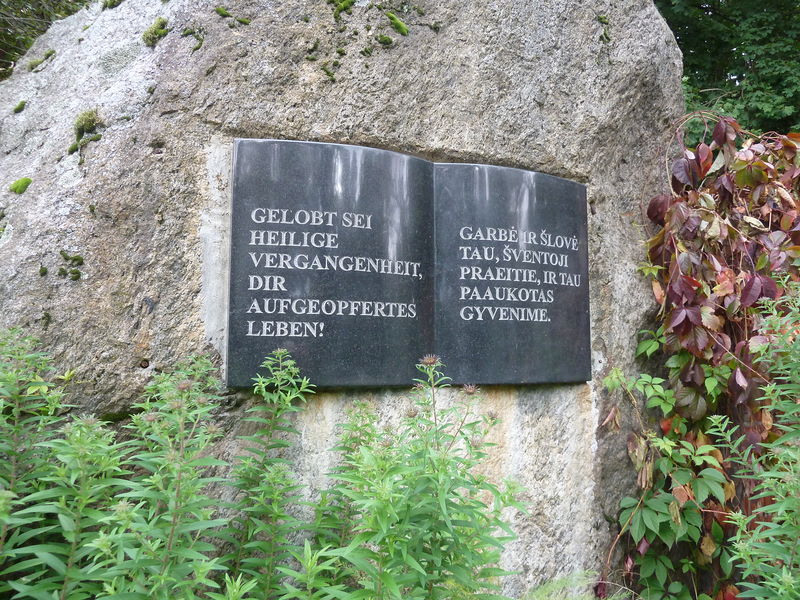 GELOBT SEI
HEILIGE
VERGANGENHEIT,
DIR
AUFGEOPFERTES
LEBEN!
GARBĖ IR ŠLOVĖ
TAU, ŠVENTOJI
PRAEITIE, IR TAU
PAAUKOTAS
GYVENIME.